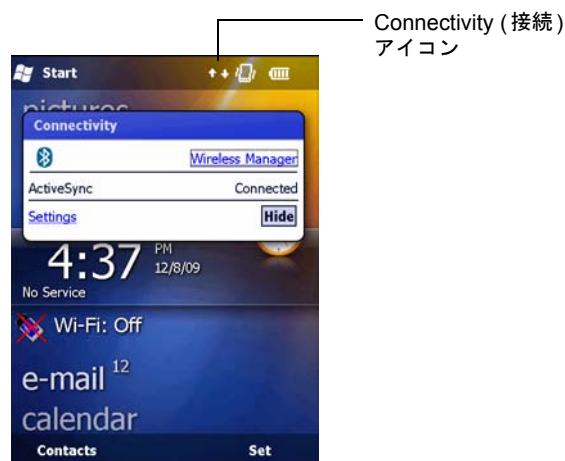 Connectivity (接続)
アイコン
Start
pictures
Connectivity
Wireless Manager
ActiveSync Connected
Settings Hide
4:37 PM
12/8/09
No Service
Wi-Fi: Off
e-mail 12
calendar
Contacts Set